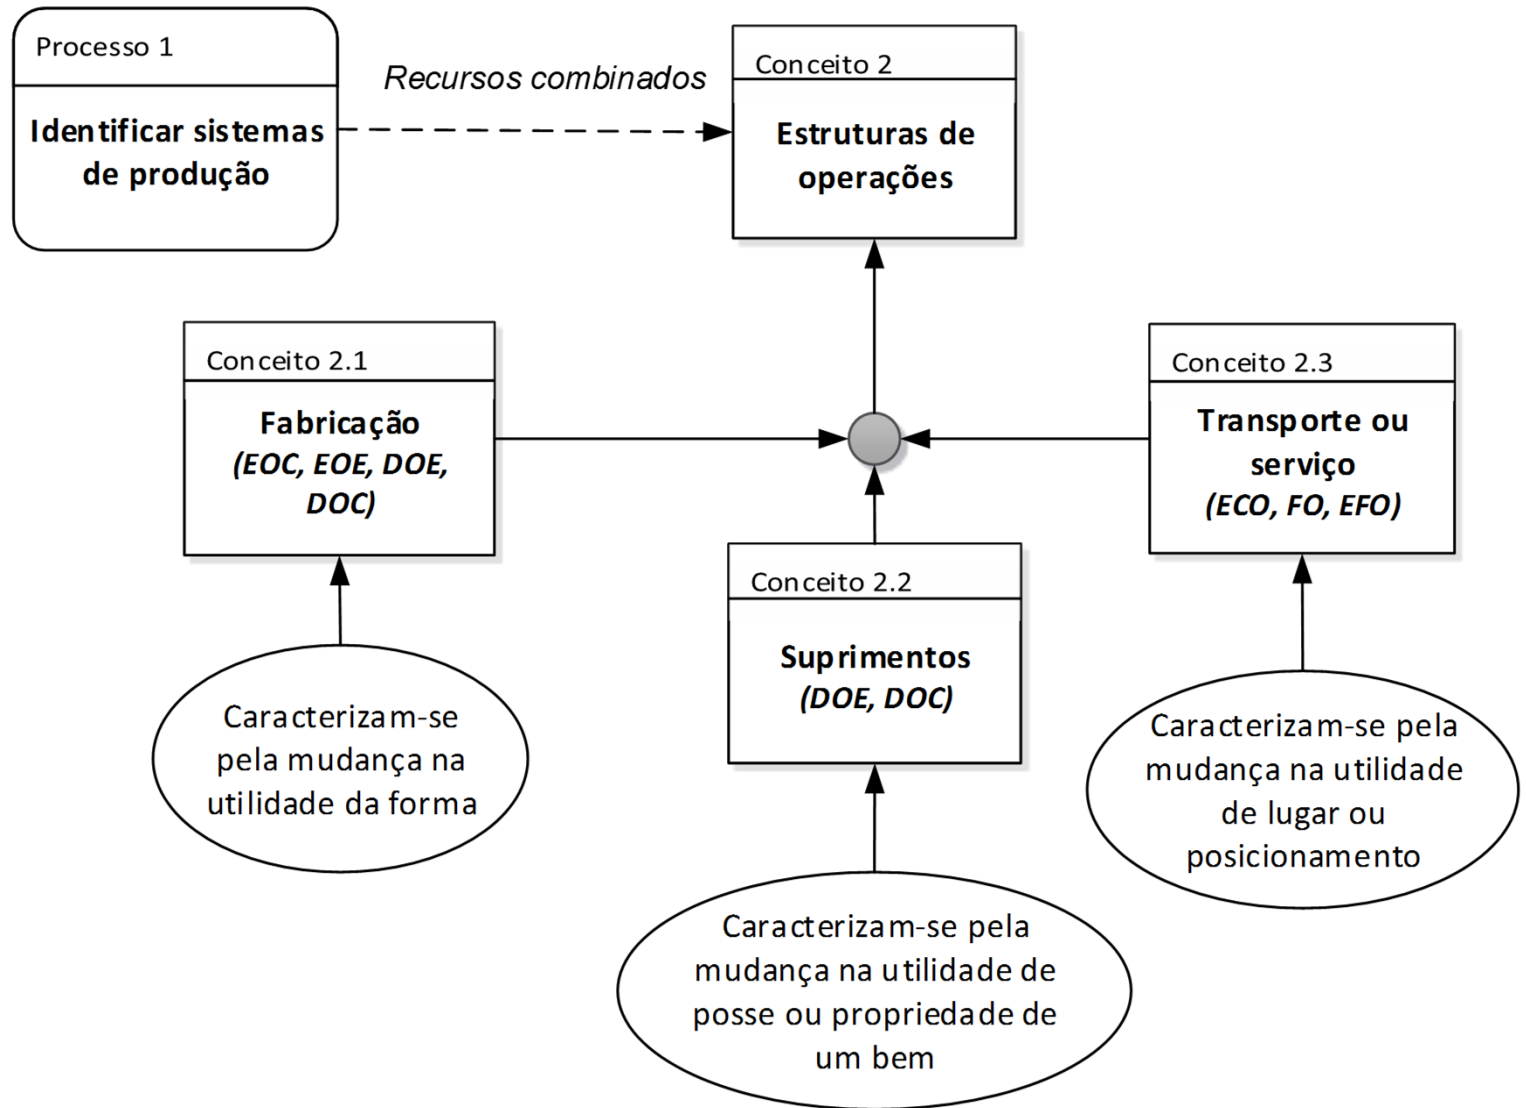 Processo 1
Identificar sistemas
de produção
Recursos combinados
Conceito 2
Estruturas de
operações
Conceito 2.1
Fabricação
(EOC, EOE, DOE,
DOC)
Conceito 2.2
Suprimentos
(DOE, DOC)
Conceito 2.3
Transporte ou
serviço
(ECO, FO, EFO)
Caracterizam-se
pela mudança na
utilidade da forma
Caracterizam-se pela
mudança na utilidade de
posse ou propriedade de
um bem
Caracterizam-se pela
mudança na utilidade
de lugar ou
posicionamento